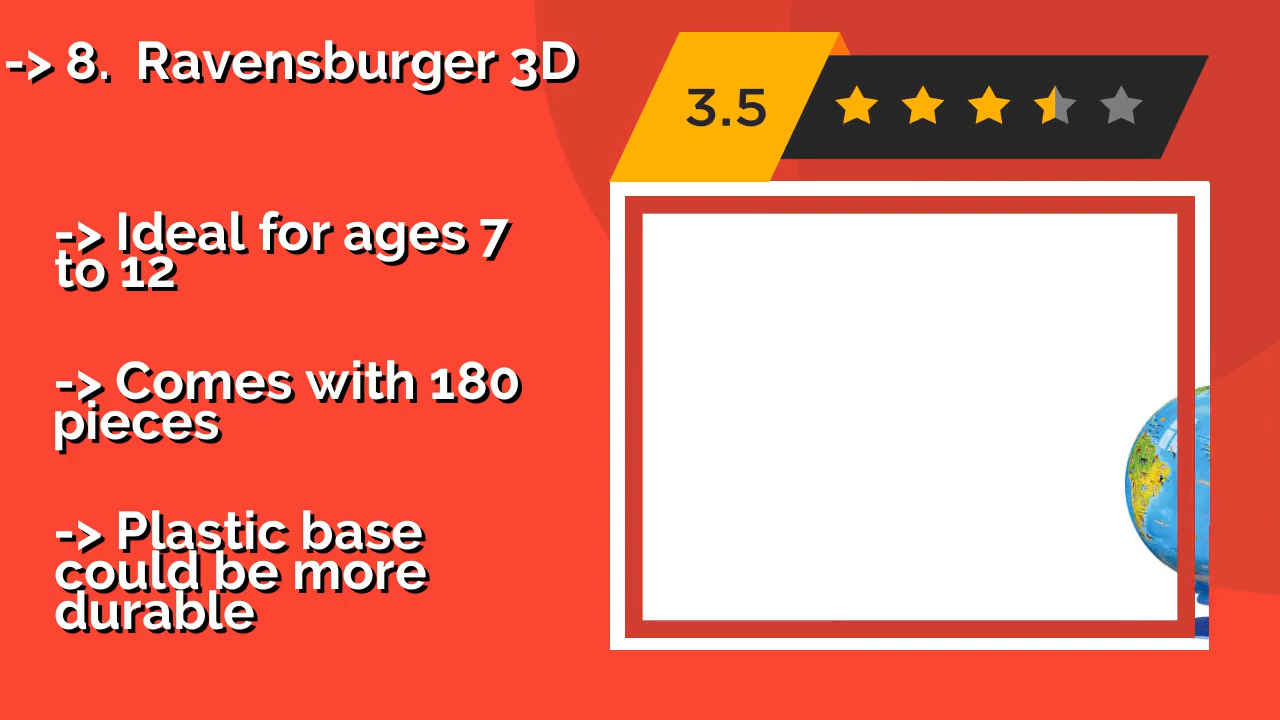 -> 8. Ravensburger 3D
3.5
-> Ideal for ages 7
to 12
-> Comes with 180
pieces
-> Plastic base
could be more
durable